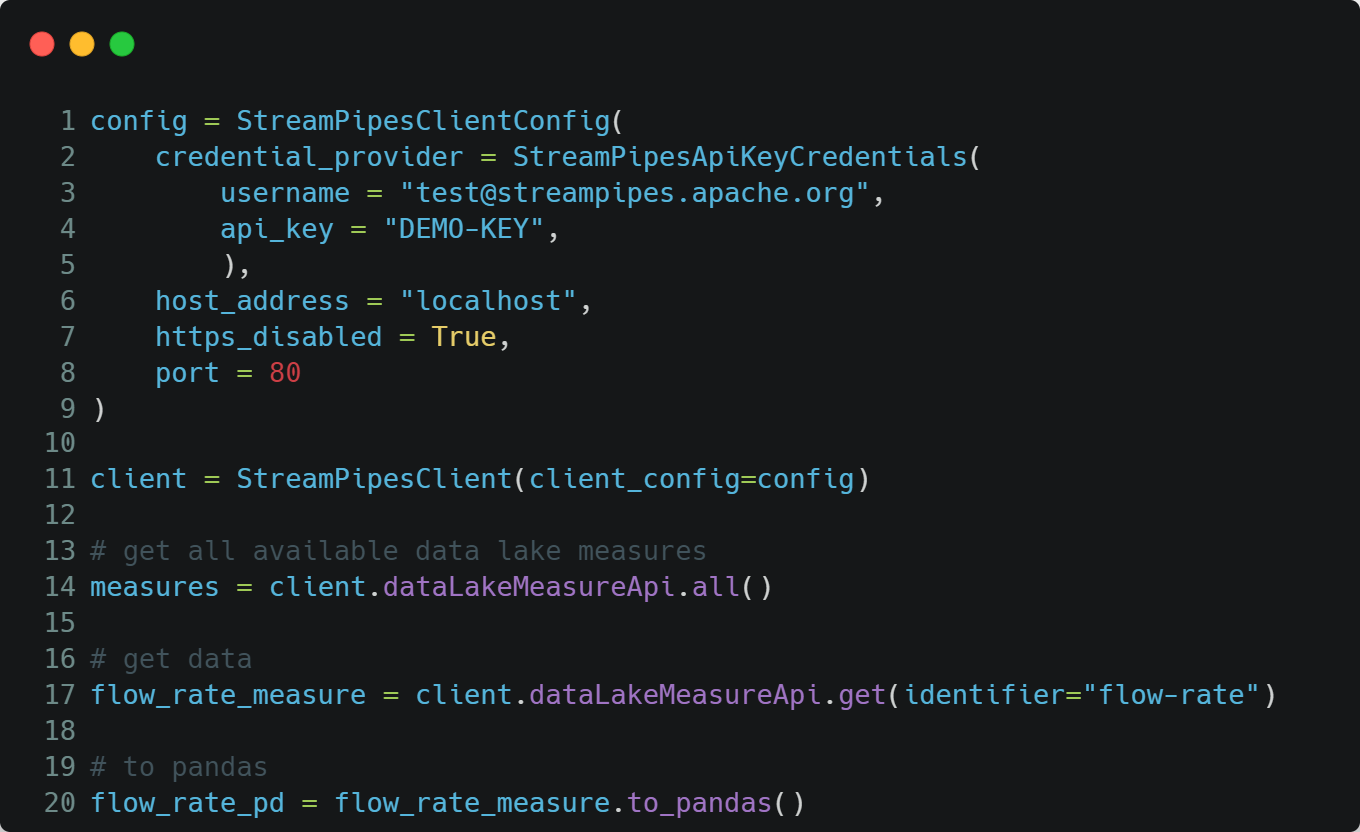 1 config = StreamPipesClientConfig(
2     credential_provider = StreamPipesApiKeyCredentials(
3         username = "test@streampipes.apache.org",
4         api_key = "DEMO-KEY",
5         ),
6     host_address = "localhost",
7     https_disabled = True,
8     port = 80
9 )
10
11 client = StreamPipesClient(client_config=config)
12
13 # get all available data lake measures
14 measures = client.dataLakeMeasureApi.all()
15
16 # get data
17 flow_rate_measure = client.dataLakeMeasureApi.get(identifier="flow-rate")
18
19 # to pandas
20 flow_rate_pd = flow_rate_measure.to_pandas()